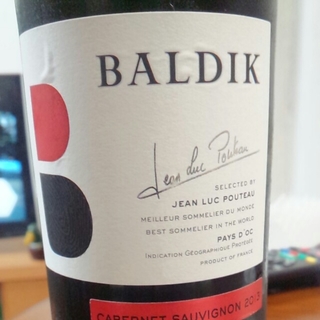 BALDIK
Jean Luc Pouteau
SELECTED BY
JEAN LUC POUTEAU
MEILLEUR SOMMELIER DU MONDE
BEST SOMMELIER IN THE WORLD
PAYS D'OC
INDICATION GÉOGRAPHIQUE PROTÉGÉE
PRODUCT OF FRANCE
CABERNET SAUVIGNON